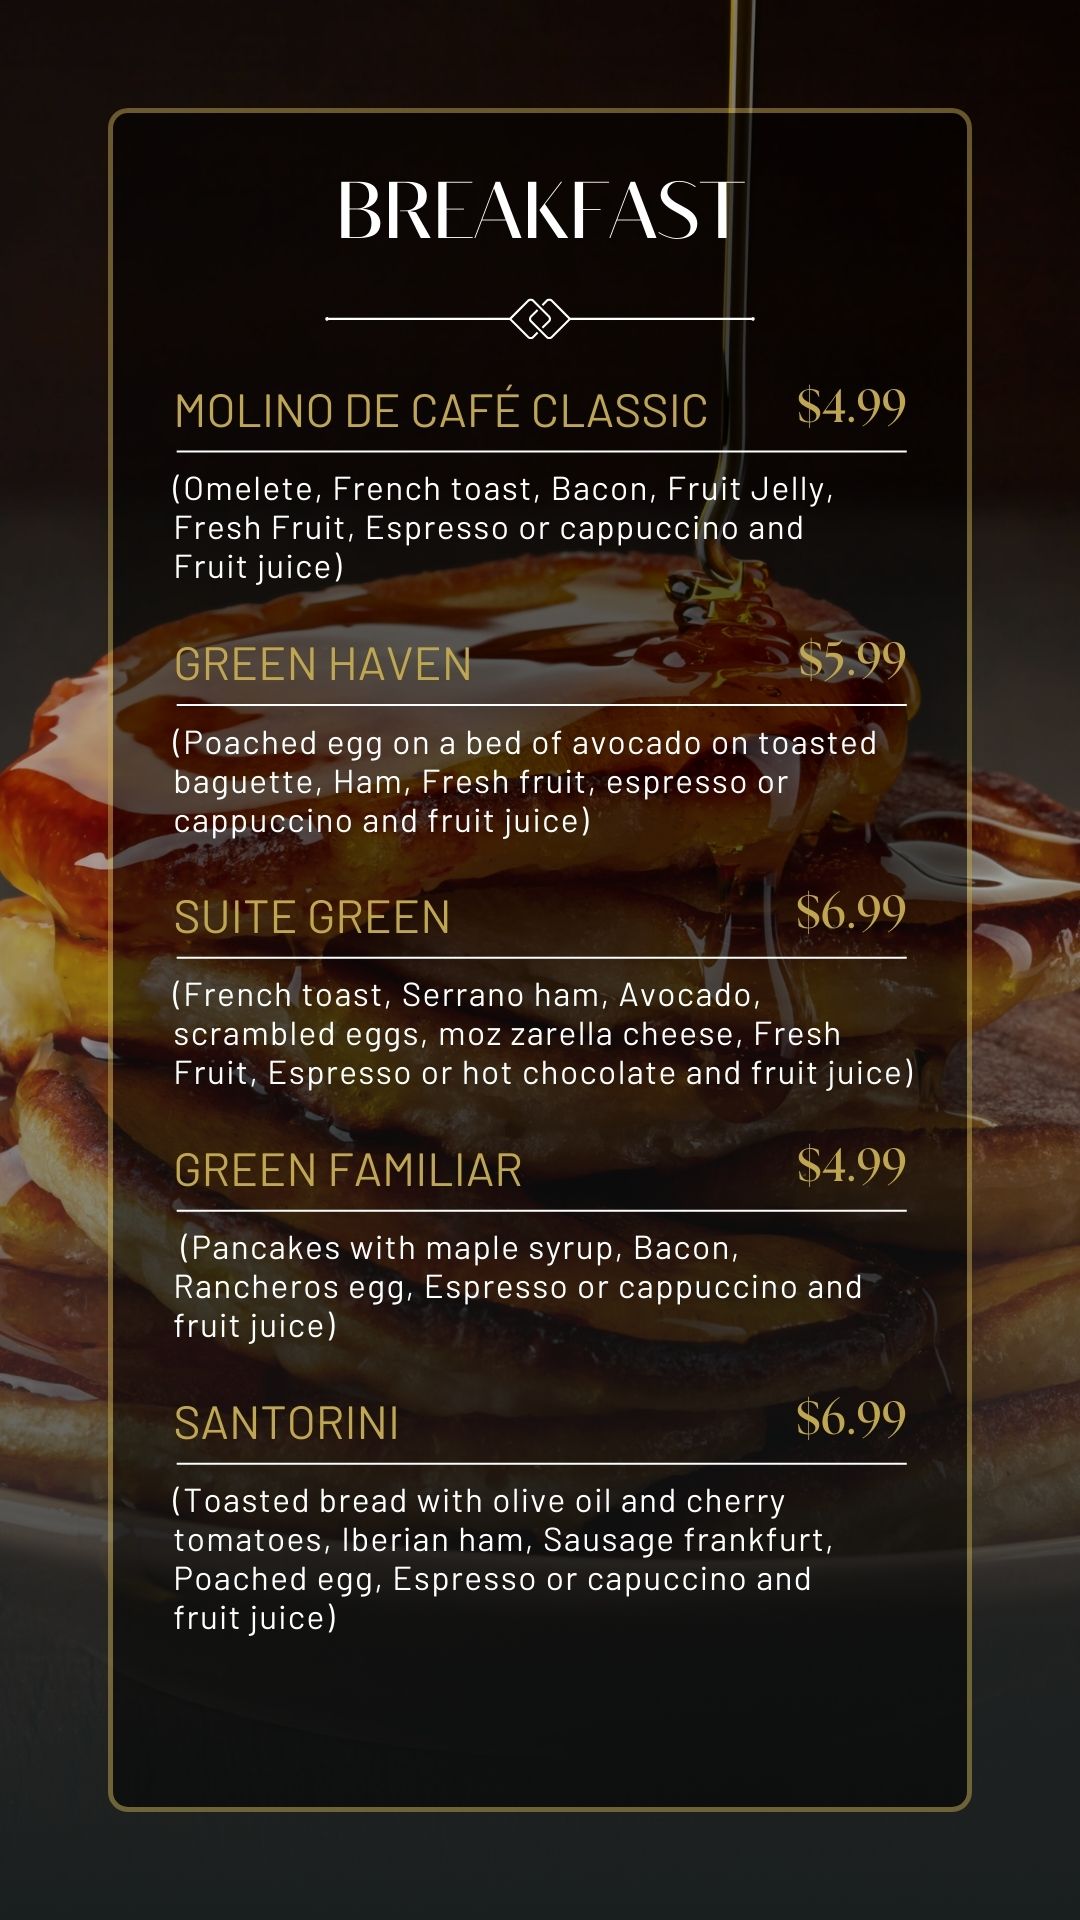 BREAKFAST
MOLINO DE CAFÉ CLASSIC $4.99
(Omelete, French toast, Bacon, Fruit Jelly,
Fresh Fruit, Espresso or cappuccino and
Fruit juice)
GREEN HAVEN $5.99
(Poached egg on a bed of avocado on toasted
baguette, Ham, Fresh fruit, espresso or
cappuccino and fruit juice)
SUITE GREEN $6.99
(French toast, Serrano ham, Avocado,
scrambled eggs, moz zarella cheese, Fresh
Fruit, Espresso or hot chocolate and fruit juice)
GREEN FAMILIAR $4.99
(Pancakes with maple syrup, Bacon,
Rancheros egg, Espresso or cappuccino and
fruit juice)
SANTORINI $6.99
(Toasted bread with olive oil and cherry
tomatoes, Iberian ham, Sausage frankfurt,
Poached egg, Espresso or capuccino and
fruit juice)